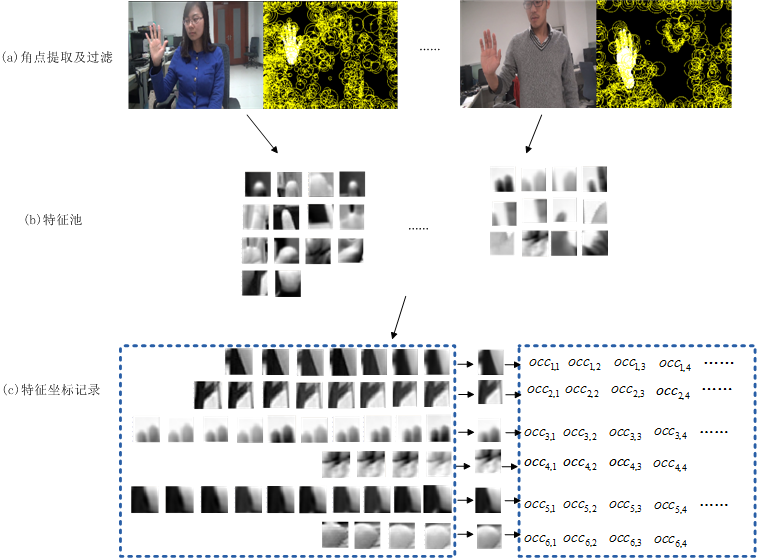 (a)角点提取及过滤
……
(b)特征池
……
(c)特征坐标记录
occ1,1 occ1,2 occ1,3 occ1,4 ……
occ2,1 occ2,2 occ2,3 occ2,4 ……
occ3,1 occ3,2 occ3,3 occ3,4 ……
occ4,1 occ4,2 occ4,3 occ4,4
occ5,1 occ5,2 occ5,3 occ5,4 ……
occ6,1 occ6,2 occ6,3 occ6,4